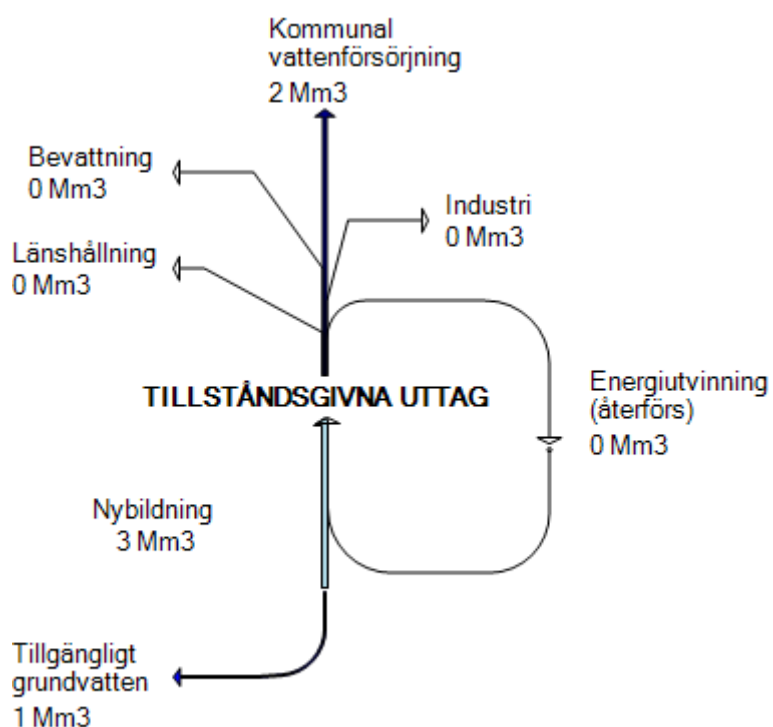 Kommunal
vattenförsörjning
2 Mm3
Bevattning
0 Mm3
Industri
0 Mm3
Länshållning
0 Mm3
TILLSTÅNDSGIVNA UTTAG
Energiutvinning
(återförs)
0 Mm3
Nybildning
3 Mm3
Tillgängligt
grundvatten
1 Mm3